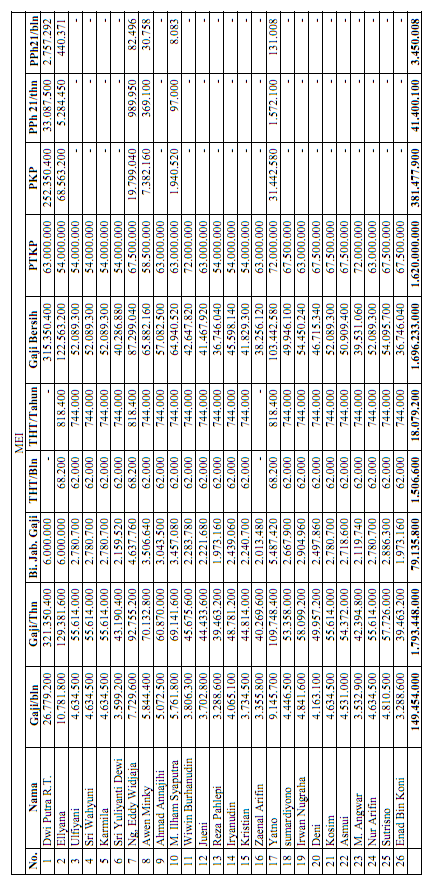 MEI
No. Nama Gaji/bln Gaji/Thn Bi. Jab. Gaji THT/Bln THT/Tahun Gaji Bersih PTKP PKP PPh 21/thn PPh21/bln
1 Dwi Putra R.T. 26.779.200 321.350.400 6.000.000 - - 315.350.400 63.000.000 252.350.400 33.087.500 2.757.292
2 Ellyana 10.781.800 129.381.600 6.000.000 68.200 818.400 122.563.200 54.000.000 68.563.200 5.284.450 440.371
3 Ulfiyani 4.634.500 55.614.000 2.780.700 62.000 744.000 52.089.300 54.000.000 - - -
4 Sri Wahyuni 4.634.500 55.614.000 2.780.700 62.000 744.000 52.089.300 54.000.000 - - -
5 Karmila 4.634.500 55.614.000 2.780.700 62.000 744.000 52.089.300 54.000.000 - - -
6 Sri Yuliyanti Dewi 3.599.200 43.190.400 2.159.520 62.000 744.000 40.286.880 54.000.000 - - -
7 Ng. Eddy Widiaja 7.729.600 92.755.200 4.637.760 68.200 818.400 87.299.040 67.500.000 19.799.040 989.950 82.496
8 Awen Minky 5.844.400 70.132.800 3.506.640 62.000 744.000 65.882.160 58.500.000 7.382.160 369.100 30.758
9 Ahmad Annajihi 5.072.500 60.870.000 3.043.500 62.000 744.000 57.082.500 63.000.000 - - -
10 M. Ilham Syaputra 5.761.800 69.141.600 3.457.080 62.000 744.000 64.940.520 63.000.000 1.940.520 97.000 8.083
11 Wiwin Burhanudin 3.806.300 45.675.600 2.283.780 62.000 744.000 42.647.820 72.000.000 - - -
12 Jueni 3.702.800 44.433.600 2.221.680 62.000 744.000 41.467.920 63.000.000 - - -
13 Reza Pahlepi 3.288.600 39.463.200 1.973.160 62.000 744.000 36.746.040 54.000.000 - - -
14 Iryanudin 4.065.100 48.781.200 2.439.060 62.000 744.000 45.598.140 54.000.000 - - -
15 Kristian 3.734.500 44.814.000 2.240.700 62.000 744.000 41.829.300 54.000.000 - - -
16 Zaenal Arifin 3.355.800 40.269.600 2.013.480 - - 38.256.120 63.000.000 - - -
17 Yatno 9.145.700 109.748.400 5.487.420 68.200 818.400 103.442.580 72.000.000 31.442.580 1.572.100 131.008
18 sumardiyono 4.446.500 53.358.000 2.667.900 62.000 744.000 49.946.100 67.500.000 - - -
19 Irwan Nugraha 4.841.600 58.099.200 2.904.960 62.000 744.000 54.450.240 63.000.000 - - -
20 Deni 4.163.100 49.957.200 2.497.860 62.000 744.000 46.715.340 67.500.000 - - -
21 Kosim 4.634.500 55.614.000 2.780.700 62.000 744.000 52.089.300 67.500.000 - - -
22 Asmui 4.531.000 54.372.000 2.718.600 62.000 744.000 50.909.400 67.500.000 - - -
23 M. Angwar 3.532.900 42.394.800 2.119.740 62.000 744.000 39.531.060 72.000.000 - - -
24 Nur Arifin 4.634.500 55.614.000 2.780.700 62.000 744.000 52.089.300 63.000.000 - - -
25 Sutrisno 4.810.500 57.726.000 2.886.300 62.000 744.000 54.095.700 67.500.000 - - -
26 Enad Bin Koni 3.288.600 39.463.200 1.973.160 62.000 744.000 36.746.040 67.500.000 - - -
149.454.000 1.793.448.000 79.135.800 1.506.600 18.079.200 1.696.233.000 1.620.000.000 381.477.900 41.400.100 3.450.008